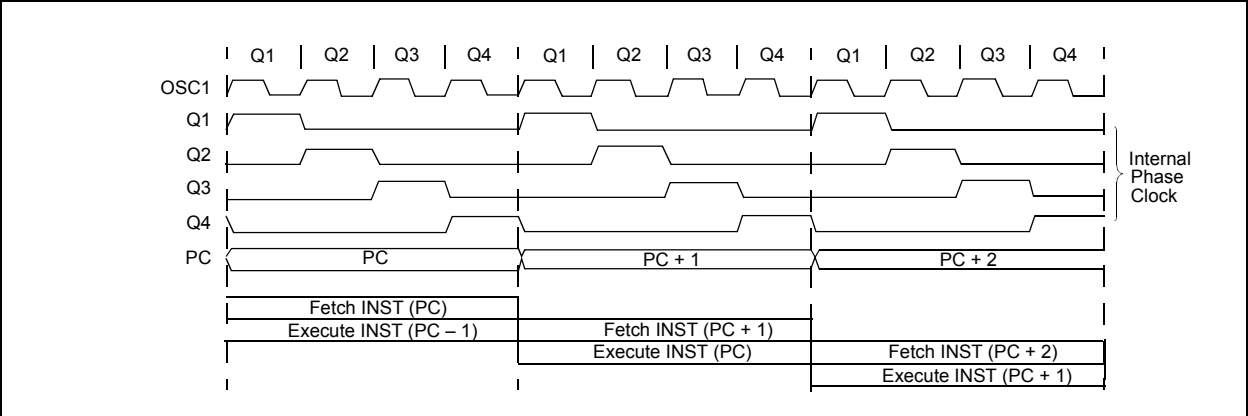 Q1 Q2 Q3 Q4 Q1 Q2 Q3 Q4 Q1 Q2 Q3 Q4
OSC1
Q1
Q2
Q3
Q4
Internal
Phase
Clock
PC PC PC + 1 PC + 2
Fetch INST (PC)
Execute INST (PC – 1) Fetch INST (PC + 1)
Execute INST (PC) Fetch INST (PC + 2)
Execute INST (PC + 1)